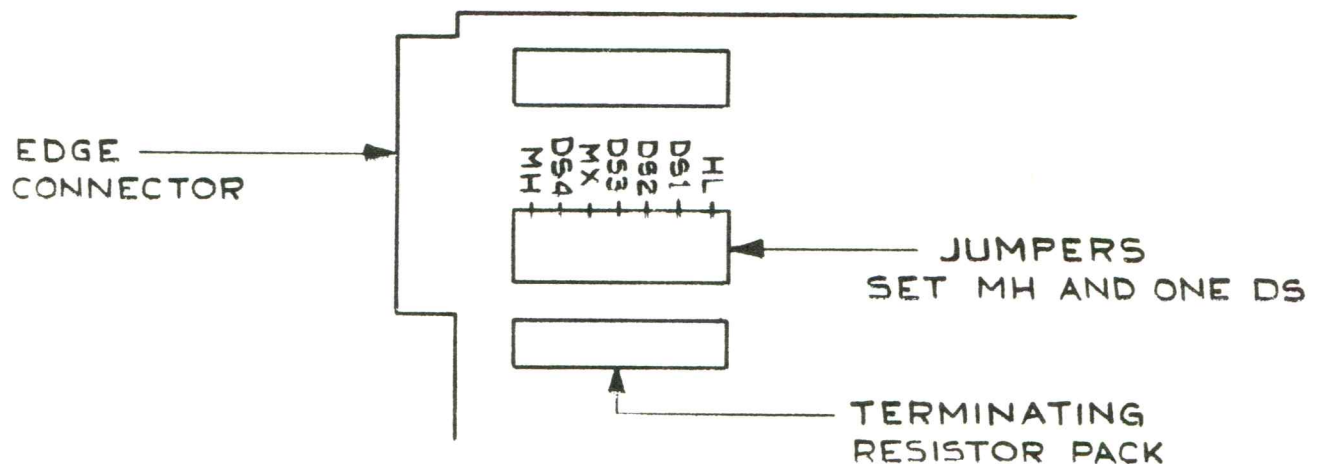 EDGE
CONNECTOR
MH
DS4
MX
DS3
DS2
DS1
HL
JUMPERS
SET MH AND ONE DS
TERMINATING
RESISTOR PACK